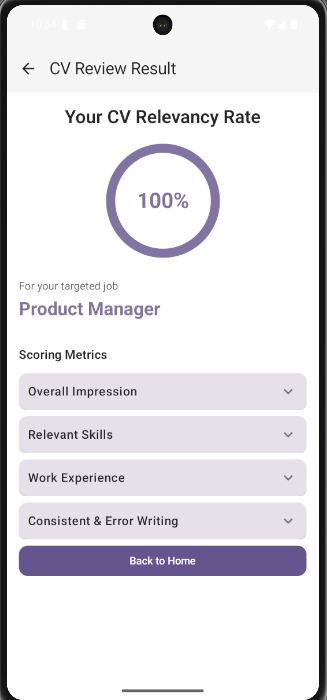 10:54
CV Review Result
Your CV Relevancy Rate
100%
For your targeted job
Product Manager
Scoring Metrics
Overall Impression
Relevant Skills
Work Experience
Consistent & Error Writing
Back to Home